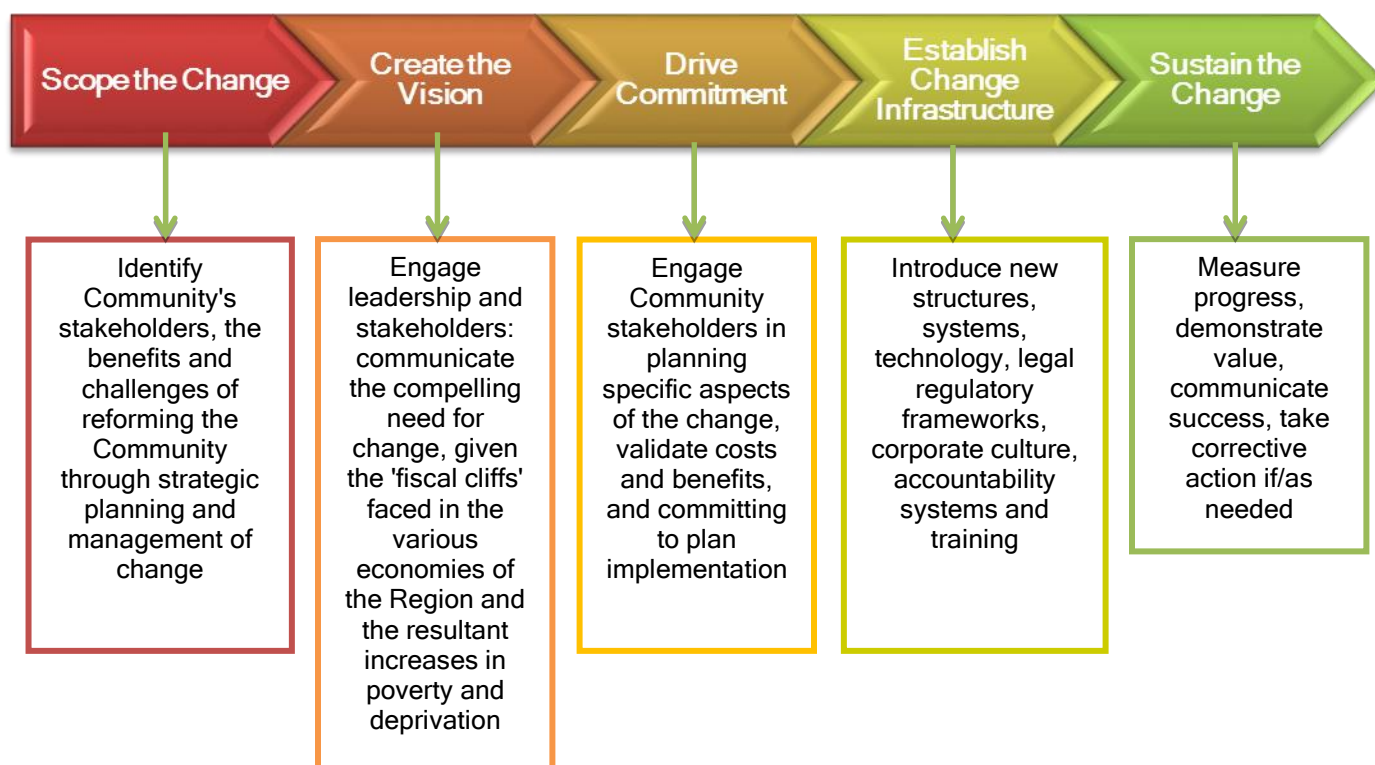 Scope the Change
Create the
Vision
Drive
Commitment
Establish
Change
Infrastructure
Sustain the
Change
Identify
Community's
stakeholders, the
benefits and
challenges of
reforming the
Community
through strategic
planning and
management of
change
Engage
leadership and
stakeholders:
communicate
the compelling
need for
change, given
the 'fiscal cliffs'
faced in the
various
economies of
the Region and
the resultant
increases in
poverty and
deprivation
Engage
Community
stakeholders in
planning
specific aspects
of the change,
validate costs
and benefits,
and committing
to plan
implementation
Introduce new
structures,
systems,
technology, legal
regulatory
frameworks,
corporate culture,
accountability
systems and
training
Measure
progress,
demonstrate
value,
communicate
success, take
corrective
action if/as
needed